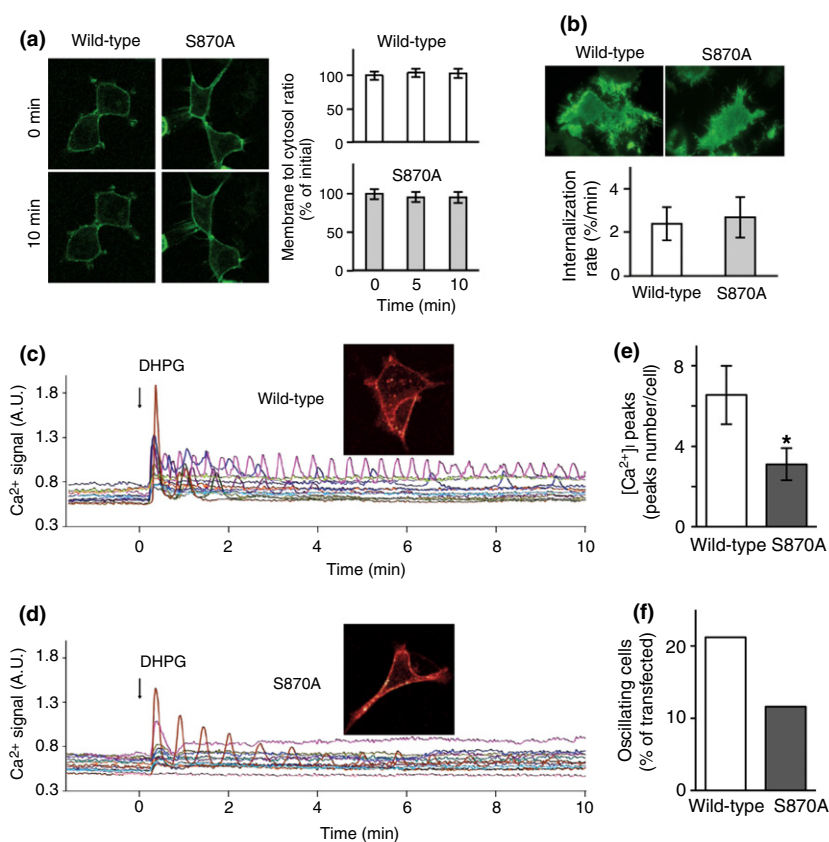 (a)
Wild-type
S870A
0 min
10 min
Membrane tol cytosol ratio
(% of initial)
Wild-type
100
50
0
S870A
100
50
0
0 5 10
Time (min)
(b)
Wild-type
S870A
Internalization
rate (%/min)
4
2
0
Wild-type S870A
(c)
Ca²⁺ signal (A.U.)
1.8
1.3
0.8
0.3
DHPG
Wild-type
0 2 4 6 8 10
Time (min)
(e)
[Ca²⁺]i peaks
(peaks number/cell)
8
4
0
*
Wild-type S870A
(d)
Ca²⁺ signal (A.U.)
1.8
1.3
0.8
0.3
DHPG
S870A
0 2 4 6 8 10
Time (min)
(f)
Oscillating cells
(% of transfected)
20
10
0
Wild-type S870A